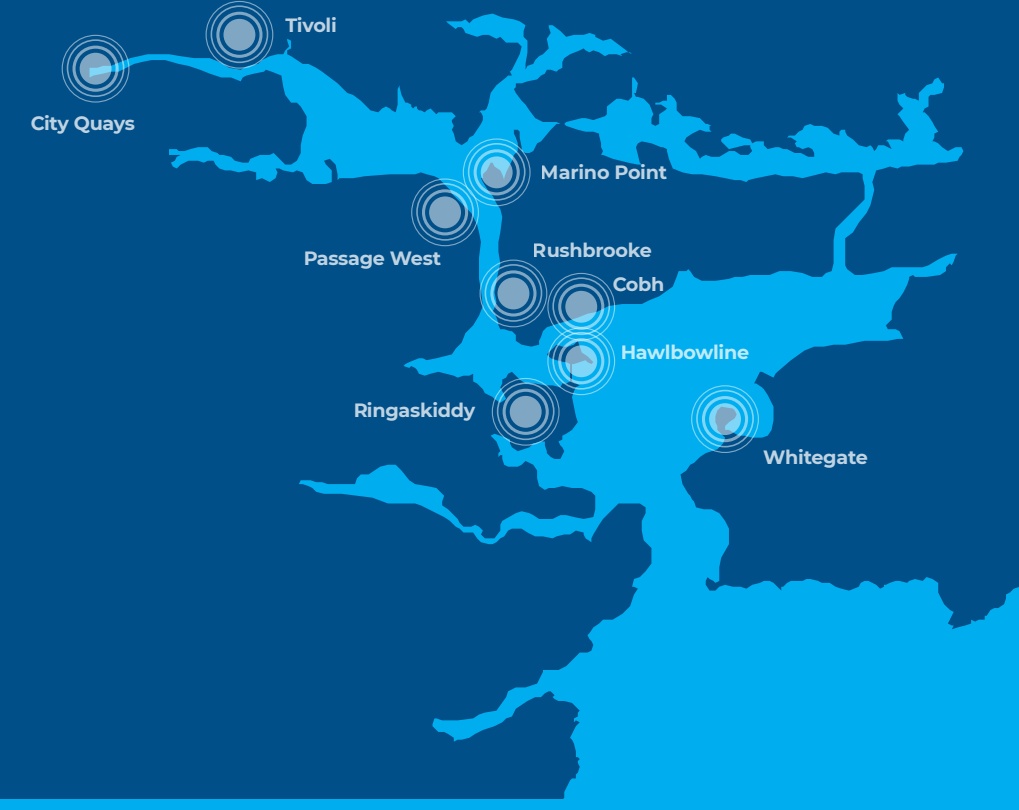 Tivoli
City Quays
Marino Point
Passage West
Rushbrooke
Cobh
Hawlbowline
Ringaskiddy
Whitegate